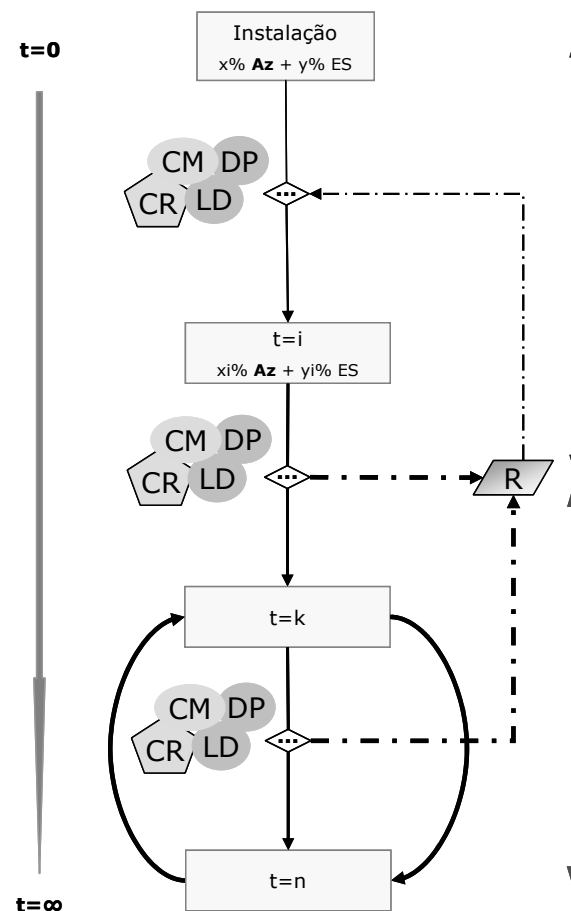 Instalação
x% Az + y% ES
t=0
CM DP
CR LD
...
t=i
xi% Az + yi% ES
CM DP
CR LD
...
R
t=k
CM DP
CR LD
...
t=n
t=∞